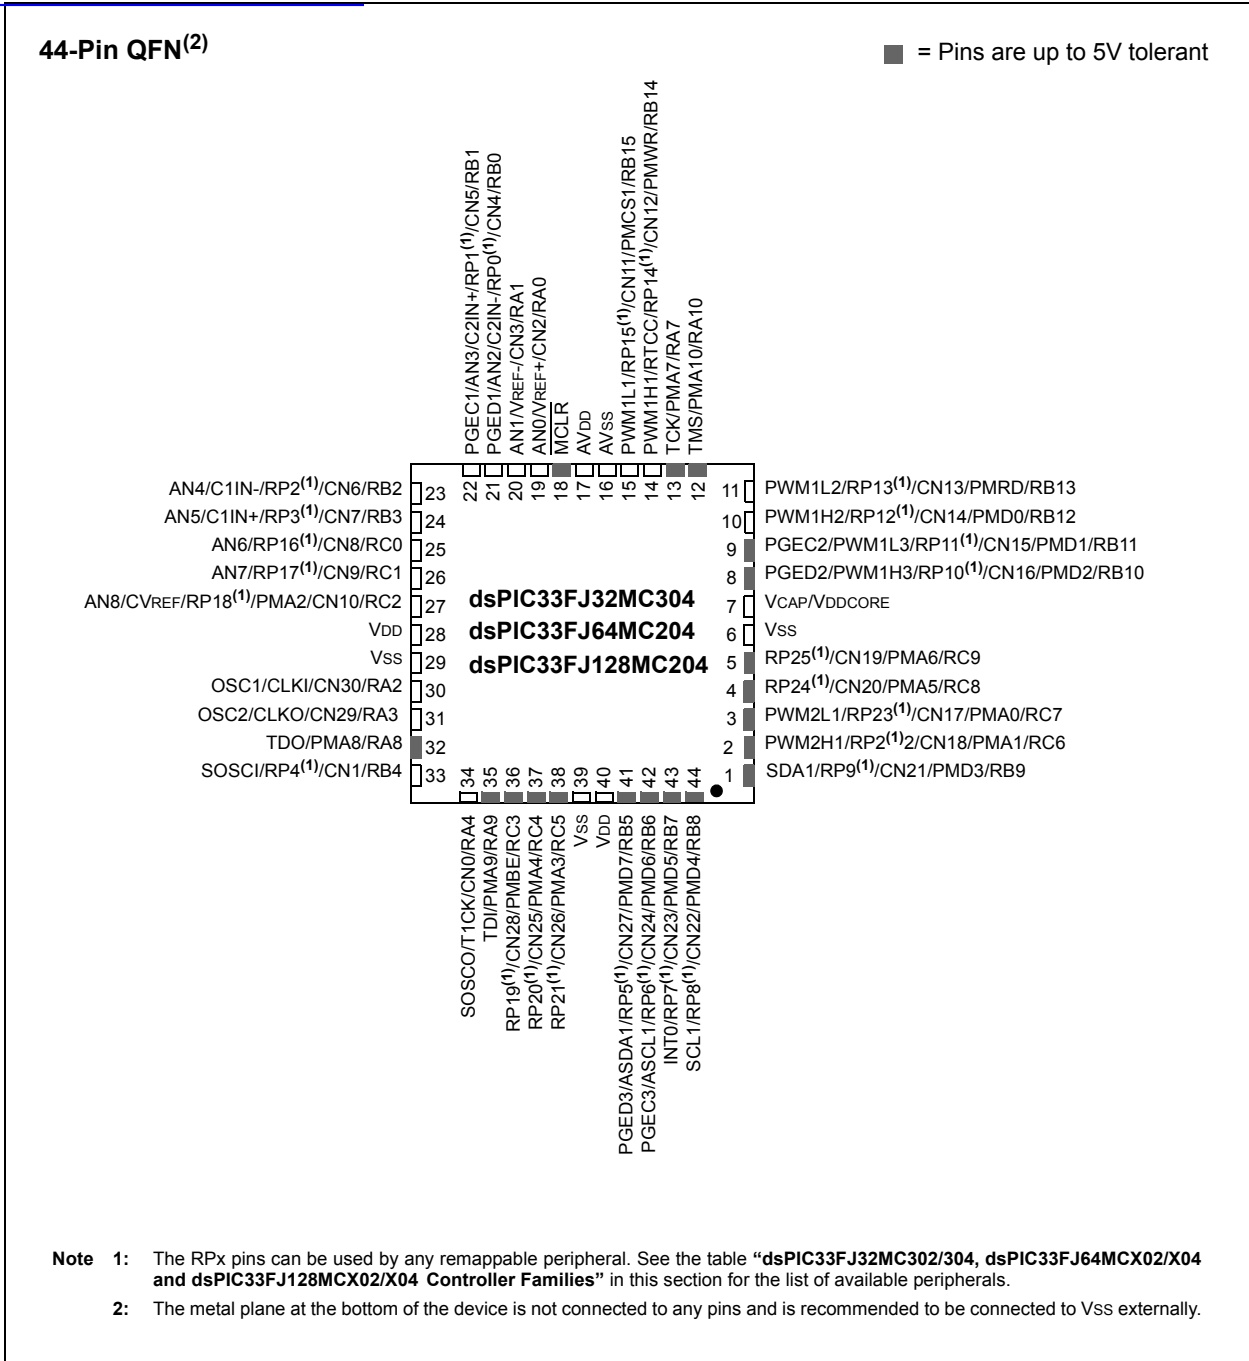 44-Pin QFN(2)
= Pins are up to 5V tolerant
PGEC1/AN3/C2IN+/RP1(1)/CN5/RB1
PGED1/AN2/C2IN-/RP0(1)/CN4/RB0
AN1/VREF-/CN3/RA1
AN0/VREF+/CN2/RA0
MCLR
AVDD
AVSS
PWM1L1/RP15(1)/CN11/PMCS1/RB15
PWM1H1/RTCC/RP14(1)/CN12/PMWR/RB14
TCK/PMA7/RA7
TMS/PMA10/RA10
22 21 20 19 18 17 16 15 14 13 12
AN4/C1IN-/RP2(1)/CN6/RB2 23
AN5/C1IN+/RP3(1)/CN7/RB3 24
AN6/RP16(1)/CN8/RC0 25
AN7/RP17(1)/CN9/RC1 26
AN8/CVREF/RP18(1)/PMA2/CN10/RC2 27
VDD 28
VSS 29
OSC1/CLKI/CN30/RA2 30
OSC2/CLKO/CN29/RA3 31
TDO/PMA8/RA8 32
SOSCI/RP4(1)/CN1/RB4 33
dsPIC33FJ32MC304
dsPIC33FJ64MC204
dsPIC33FJ128MC204
11 PWM1L2/RP13(1)/CN13/PMRD/RB13
10 PWM1H2/RP12(1)/CN14/PMD0/RB12
9 PGEC2/PWM1L3/RP11(1)/CN15/PMD1/RB11
8 PGED2/PWM1H3/RP10(1)/CN16/PMD2/RB10
7 VCAP/VDDCORE
6 VSS
5 RP25(1)/CN19/PMA6/RC9
4 RP24(1)/CN20/PMA5/RC8
3 PWM2L1/RP23(1)/CN17/PMA0/RC7
2 PWM2H1/RP2(1)2/CN18/PMA1/RC6
1 SDA1/RP9(1)/CN21/PMD3/RB9
34 35 36 37 38 39 40 41 42 43 44
SOSCO/T1CK/CN0/RA4
TDI/PMA9/RA9
RP19(1)/CN28/PMBE/RC3
RP20(1)/CN25/PMA4/RC4
RP21(1)/CN26/PMA3/RC5
VSS
VDD
PGED3/ASDA1/RP5(1)/CN27/PMD7/RB5
PGEC3/ASCL1/RP6(1)/CN24/PMD6/RB6
INT0/RP7(1)/CN23/PMD5/RB7
SCL1/RP8(1)/CN22/PMD4/RB8
Note 1: The RPx pins can be used by any remappable peripheral. See the table “dsPIC33FJ32MC302/304, dsPIC33FJ64MCX02/X04
and dsPIC33FJ128MCX02/X04 Controller Families” in this section for the list of available peripherals.
2: The metal plane at the bottom of the device is not connected to any pins and is recommended to be connected to VSS externally.